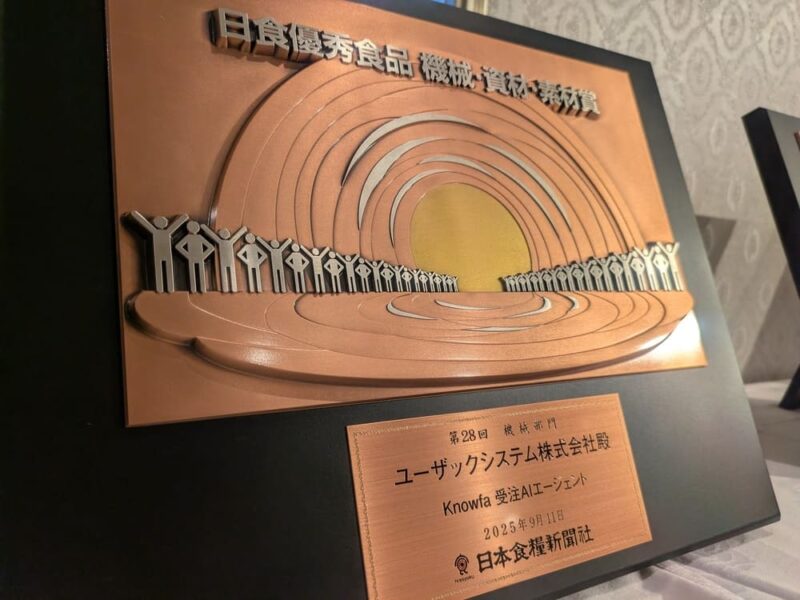 日食優秀食品 機械・資材・素材賞
第28回 機械部門
ユーザックシステム株式会社殿
Knowfa 受注AIエージェント
2025年9月11日
日本食糧新聞社